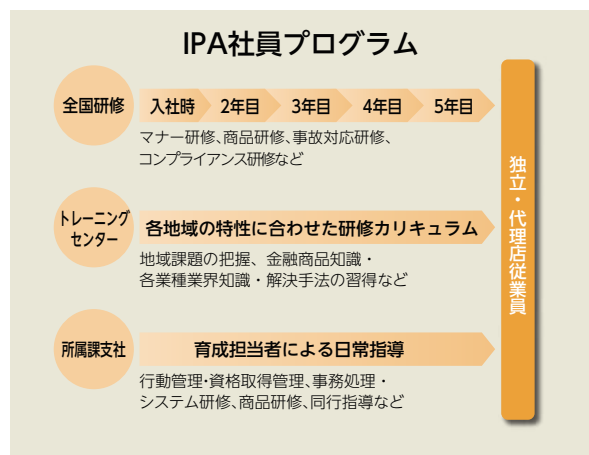 IPA社員プログラム
全国研修
入社時 2年目 3年目 4年目 5年目
マナー研修、商品研修、事故対応研修、
コンプライアンス研修など
トレーニング
センター
各地域の特性に合わせた研修カリキュラム
地域課題の把握、金融商品知識・
各業種業界知識・解決手法の習得など
所属課支社
育成担当者による日常指導
行動管理・資格取得管理、事務処理・
システム研修、商品研修、同行指導など
独立・代理店従業員